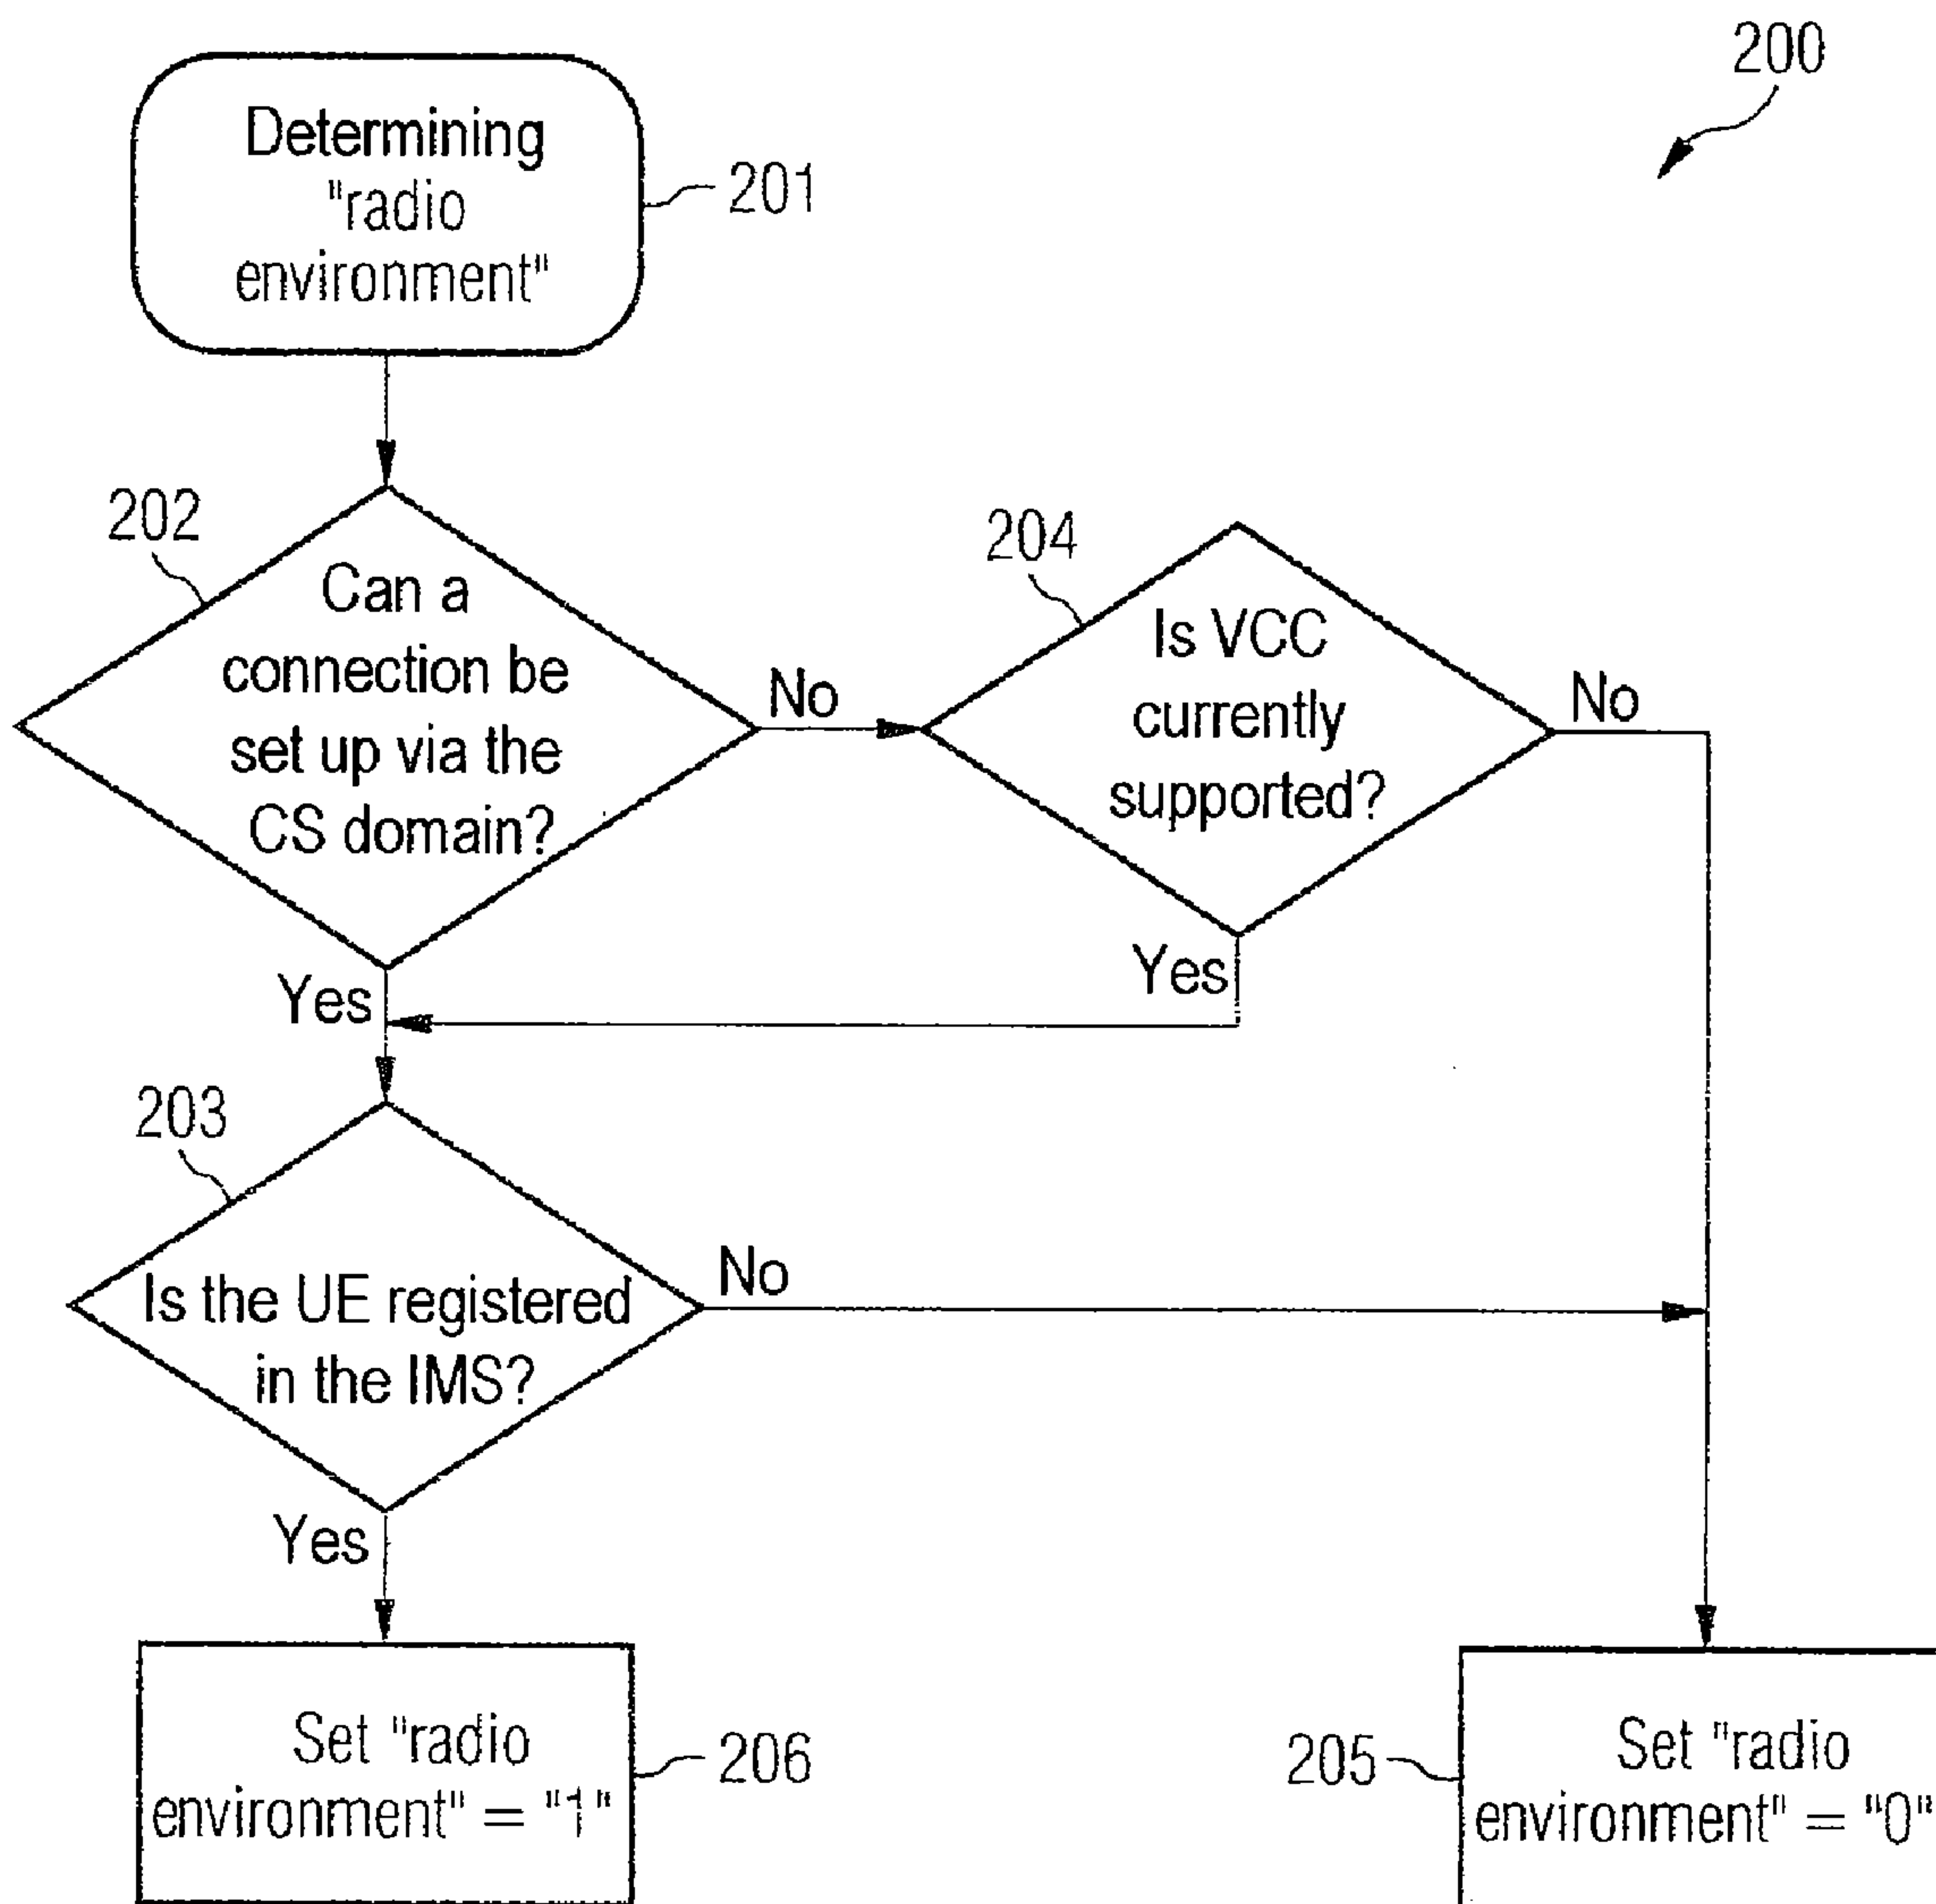 200
Determining
"radio
environment"
201
202
Can a
connection be
set up via the
CS domain?
No
Yes
204
Is VCC
currently
supported?
No
Yes
203
Is the UE registered
in the IMS?
No
Yes
Set "radio
environment" = "1"
206
205
Set "radio
environment" = "0"